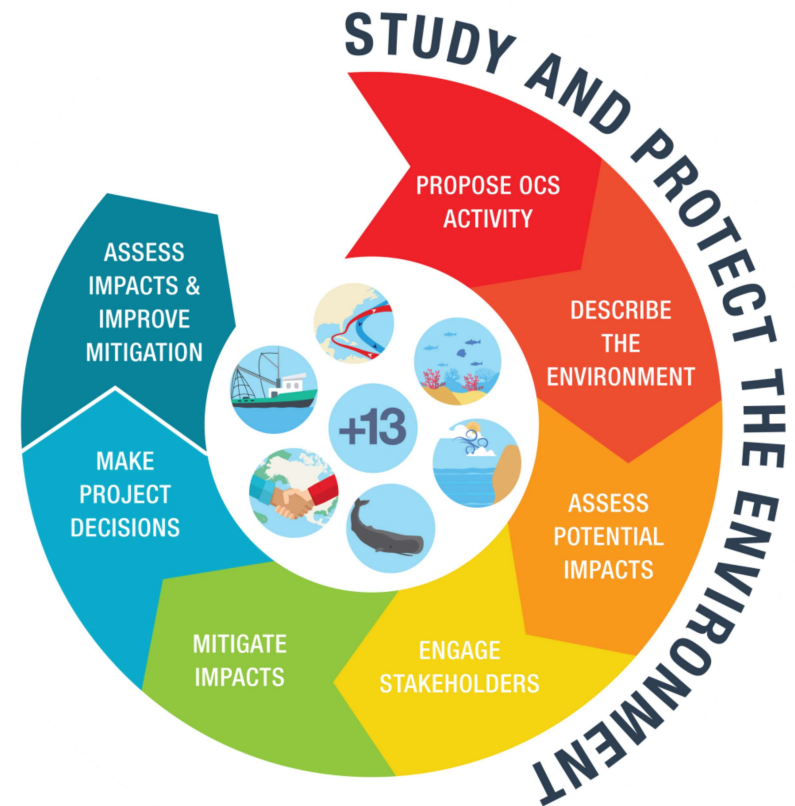 STUDY AND PROTECT THE ENVIRONMENT
PROPOSE OCS
ACTIVITY
DESCRIBE
THE
ENVIRONMENT
ASSESS
POTENTIAL
IMPACTS
ENGAGE
STAKEHOLDERS
MITIGATE
IMPACTS
MAKE
PROJECT
DECISIONS
ASSESS
IMPACTS &
IMPROVE
MITIGATION
+13